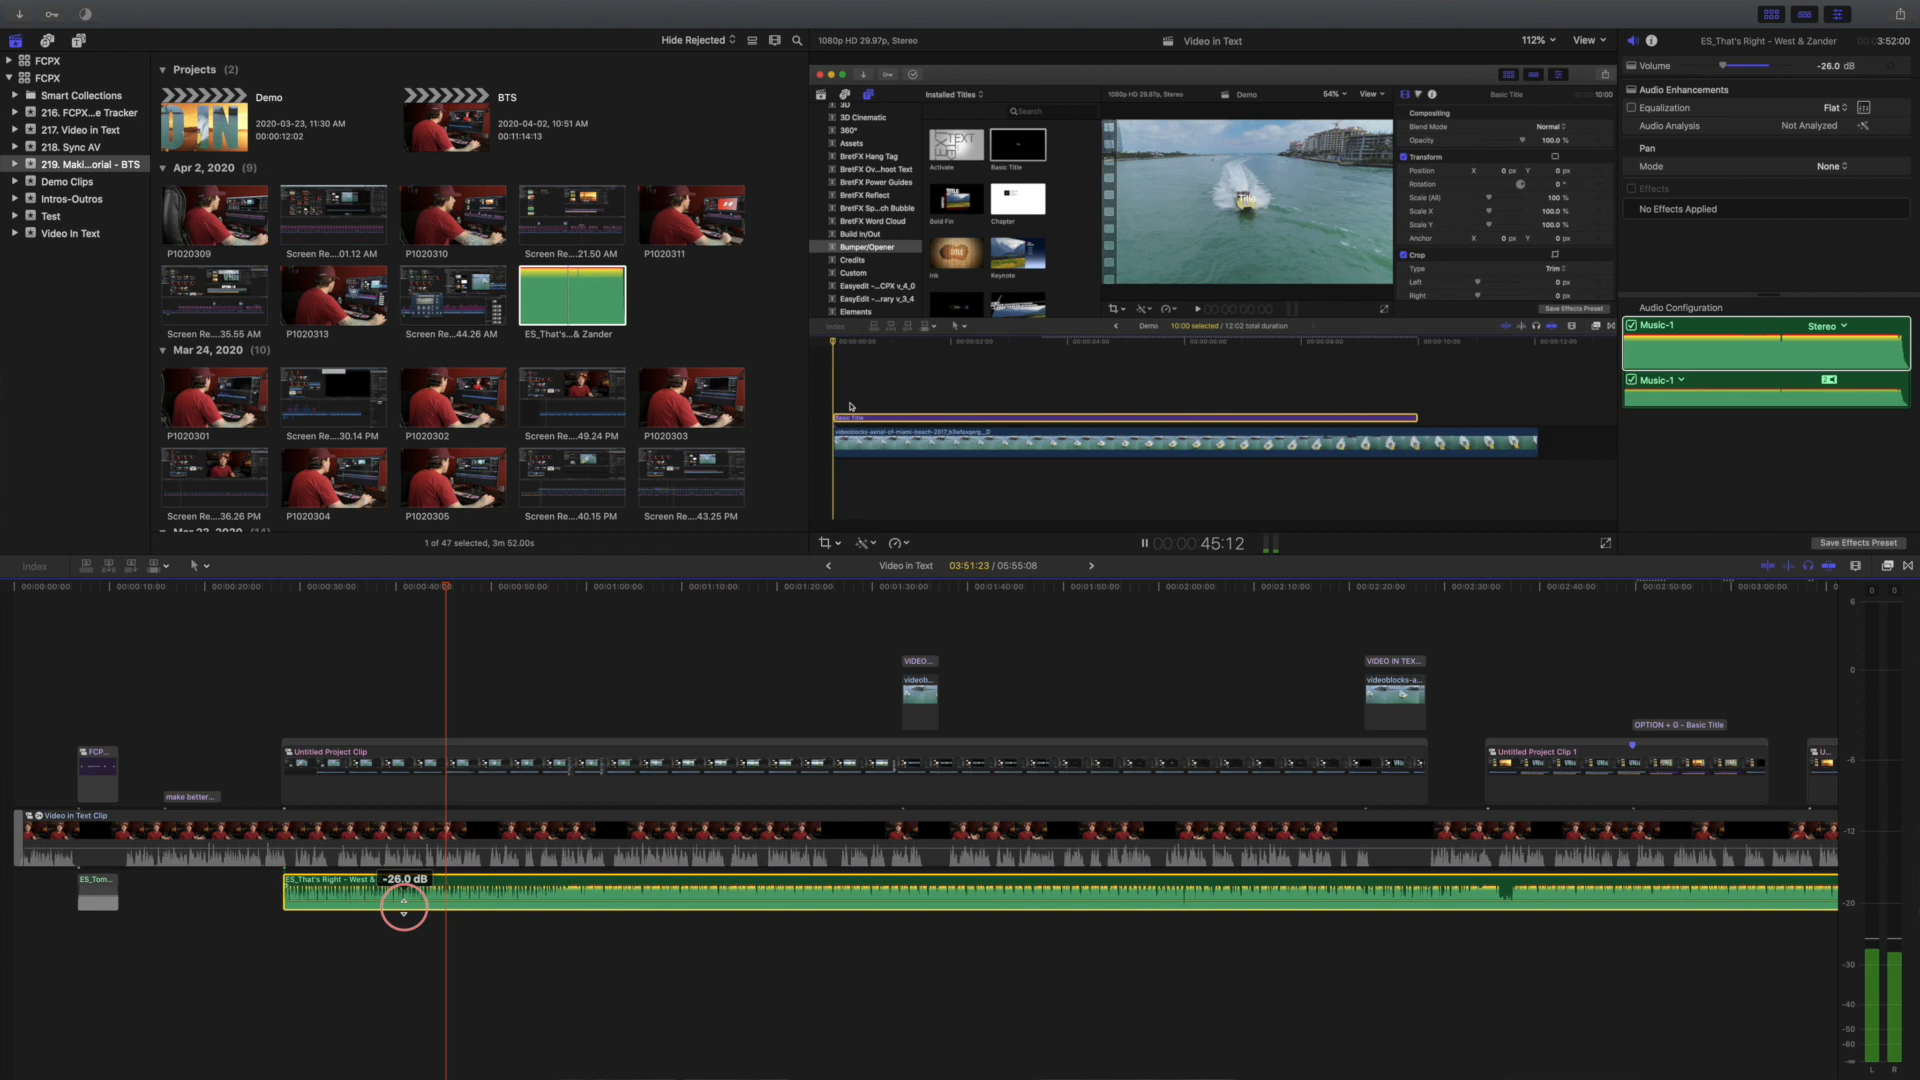 Hide Rejected
1080p HD 29.97p, Stereo
Video in Text
112%
View
ES_That's Right - West & Zander
3:52:00
FCPX
FCPX
Smart Collections
216. FCPX...e Tracker
217. Video in Text
218. Sync AV
219. Maki...orial - BTS
Demo Clips
Intros-Outros
Test
Video In Text
Projects (2)
Demo
2020-03-23, 11:30 AM
00:00:12:02
BTS
2020-04-02, 10:51 AM
00:11:14:13
Apr 2, 2020 (9)
P1020309
Screen Re....01.12 AM
P1020310
Screen Re....21.50 AM
P1020311
Screen Re....35.55 AM
P1020313
Screen Re....44.26 AM
ES_That's...& Zander
Mar 24, 2020 (10)
P1020301
Screen Re....30.14 PM
P1020302
Screen Re....49.24 PM
P1020303
Screen Re....36.26 PM
P1020304
P1020305
Screen Re....40.15 PM
Screen Re....43.25 PM
1 of 47 selected, 3m 52.00s
Installed Titles
1080p HD 29.97p, Stereo
Demo
54%
View
Basic Title
10:00
Search
3D
3D Cinematic
360°
Assets
BretFX Hang Tag
BretFX Ov...hoot Text
BretFX Power Guides
BretFX Reflect
BretFX Sp...ch Bubble
BretFX Word Cloud
Build In/Out
Bumper/Opener
Credits
Custom
Easyedit -...CPX v_4_0
EasyEdit -...rary v_3_4
Elements
Activate
Basic Title
Bold Fin
Chapter
Ink
Keynote
Title
Compositing
Blend Mode
Normal
Opacity
100.0 %
Transform
Position
X
0 px
Y
0 px
Rotation
0 °
Scale (All)
100 %
Scale X
100.0 %
Scale Y
100.0 %
Anchor
X
0 px
Y
0 px
Crop
Type
Trim
Left
0 px
Right
0 px
00:00:00:00
Save Effects Preset
Index
Demo
10:00 selected / 12:02 total duration
00:00:00:00
00:00:02:00
00:00:04:00
00:00:06:00
00:00:08:00
00:00:10:00
00:00:12:00
Basic Title
00:00:45:12
Volume
-26.0 dB
Audio Enhancements
Equalization
Flat
Audio Analysis
Not Analyzed
Pan
Mode
None
Effects
No Effects Applied
Audio Configuration
Music-1
Stereo
Music-1
Save Effects Preset
Index
Video in Text
03:51:23 / 05:55:08
00:00:00:00
00:00:10:00
00:00:20:00
00:00:30:00
00:00:40:00
00:00:50:00
00:01:00:00
00:01:10:00
00:01:20:00
00:01:30:00
00:01:40:00
00:01:50:00
00:02:00:00
00:02:10:00
00:02:20:00
00:02:30:00
00:02:40:00
00:02:50:00
00:03:00:00
0
0
6
VIDEO...
VIDEO IN TEX...
0
videob...
videoblocks-a...
OPTION + G - Basic Title
FCP...
Untitled Project Clip
Untitled Project Clip 1
U...
-6
make better...
Video in Text Clip
-12
ES_Tom...
ES_That's Right - West &
-26.0 dB
-20
-30
-40
-50
-60
-∞
L
R